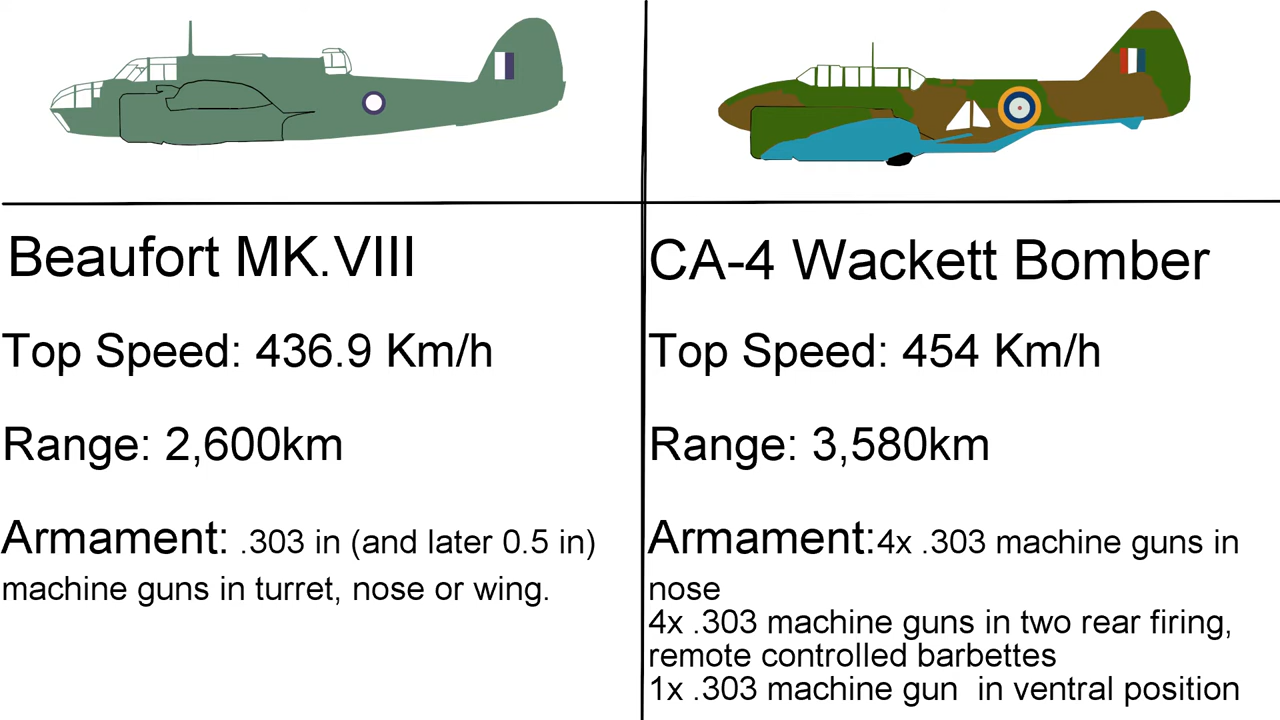 Beaufort MK.VIII
Top Speed: 436.9 Km/h
Range: 2,600km
Armament: .303 in (and later 0.5 in)
machine guns in turret, nose or wing.
CA-4 Wackett Bomber
Top Speed: 454 Km/h
Range: 3,580km
Armament:4x .303 machine guns in
nose
4x .303 machine guns in two rear firing,
remote controlled barbettes
1x .303 machine gun  in ventral position